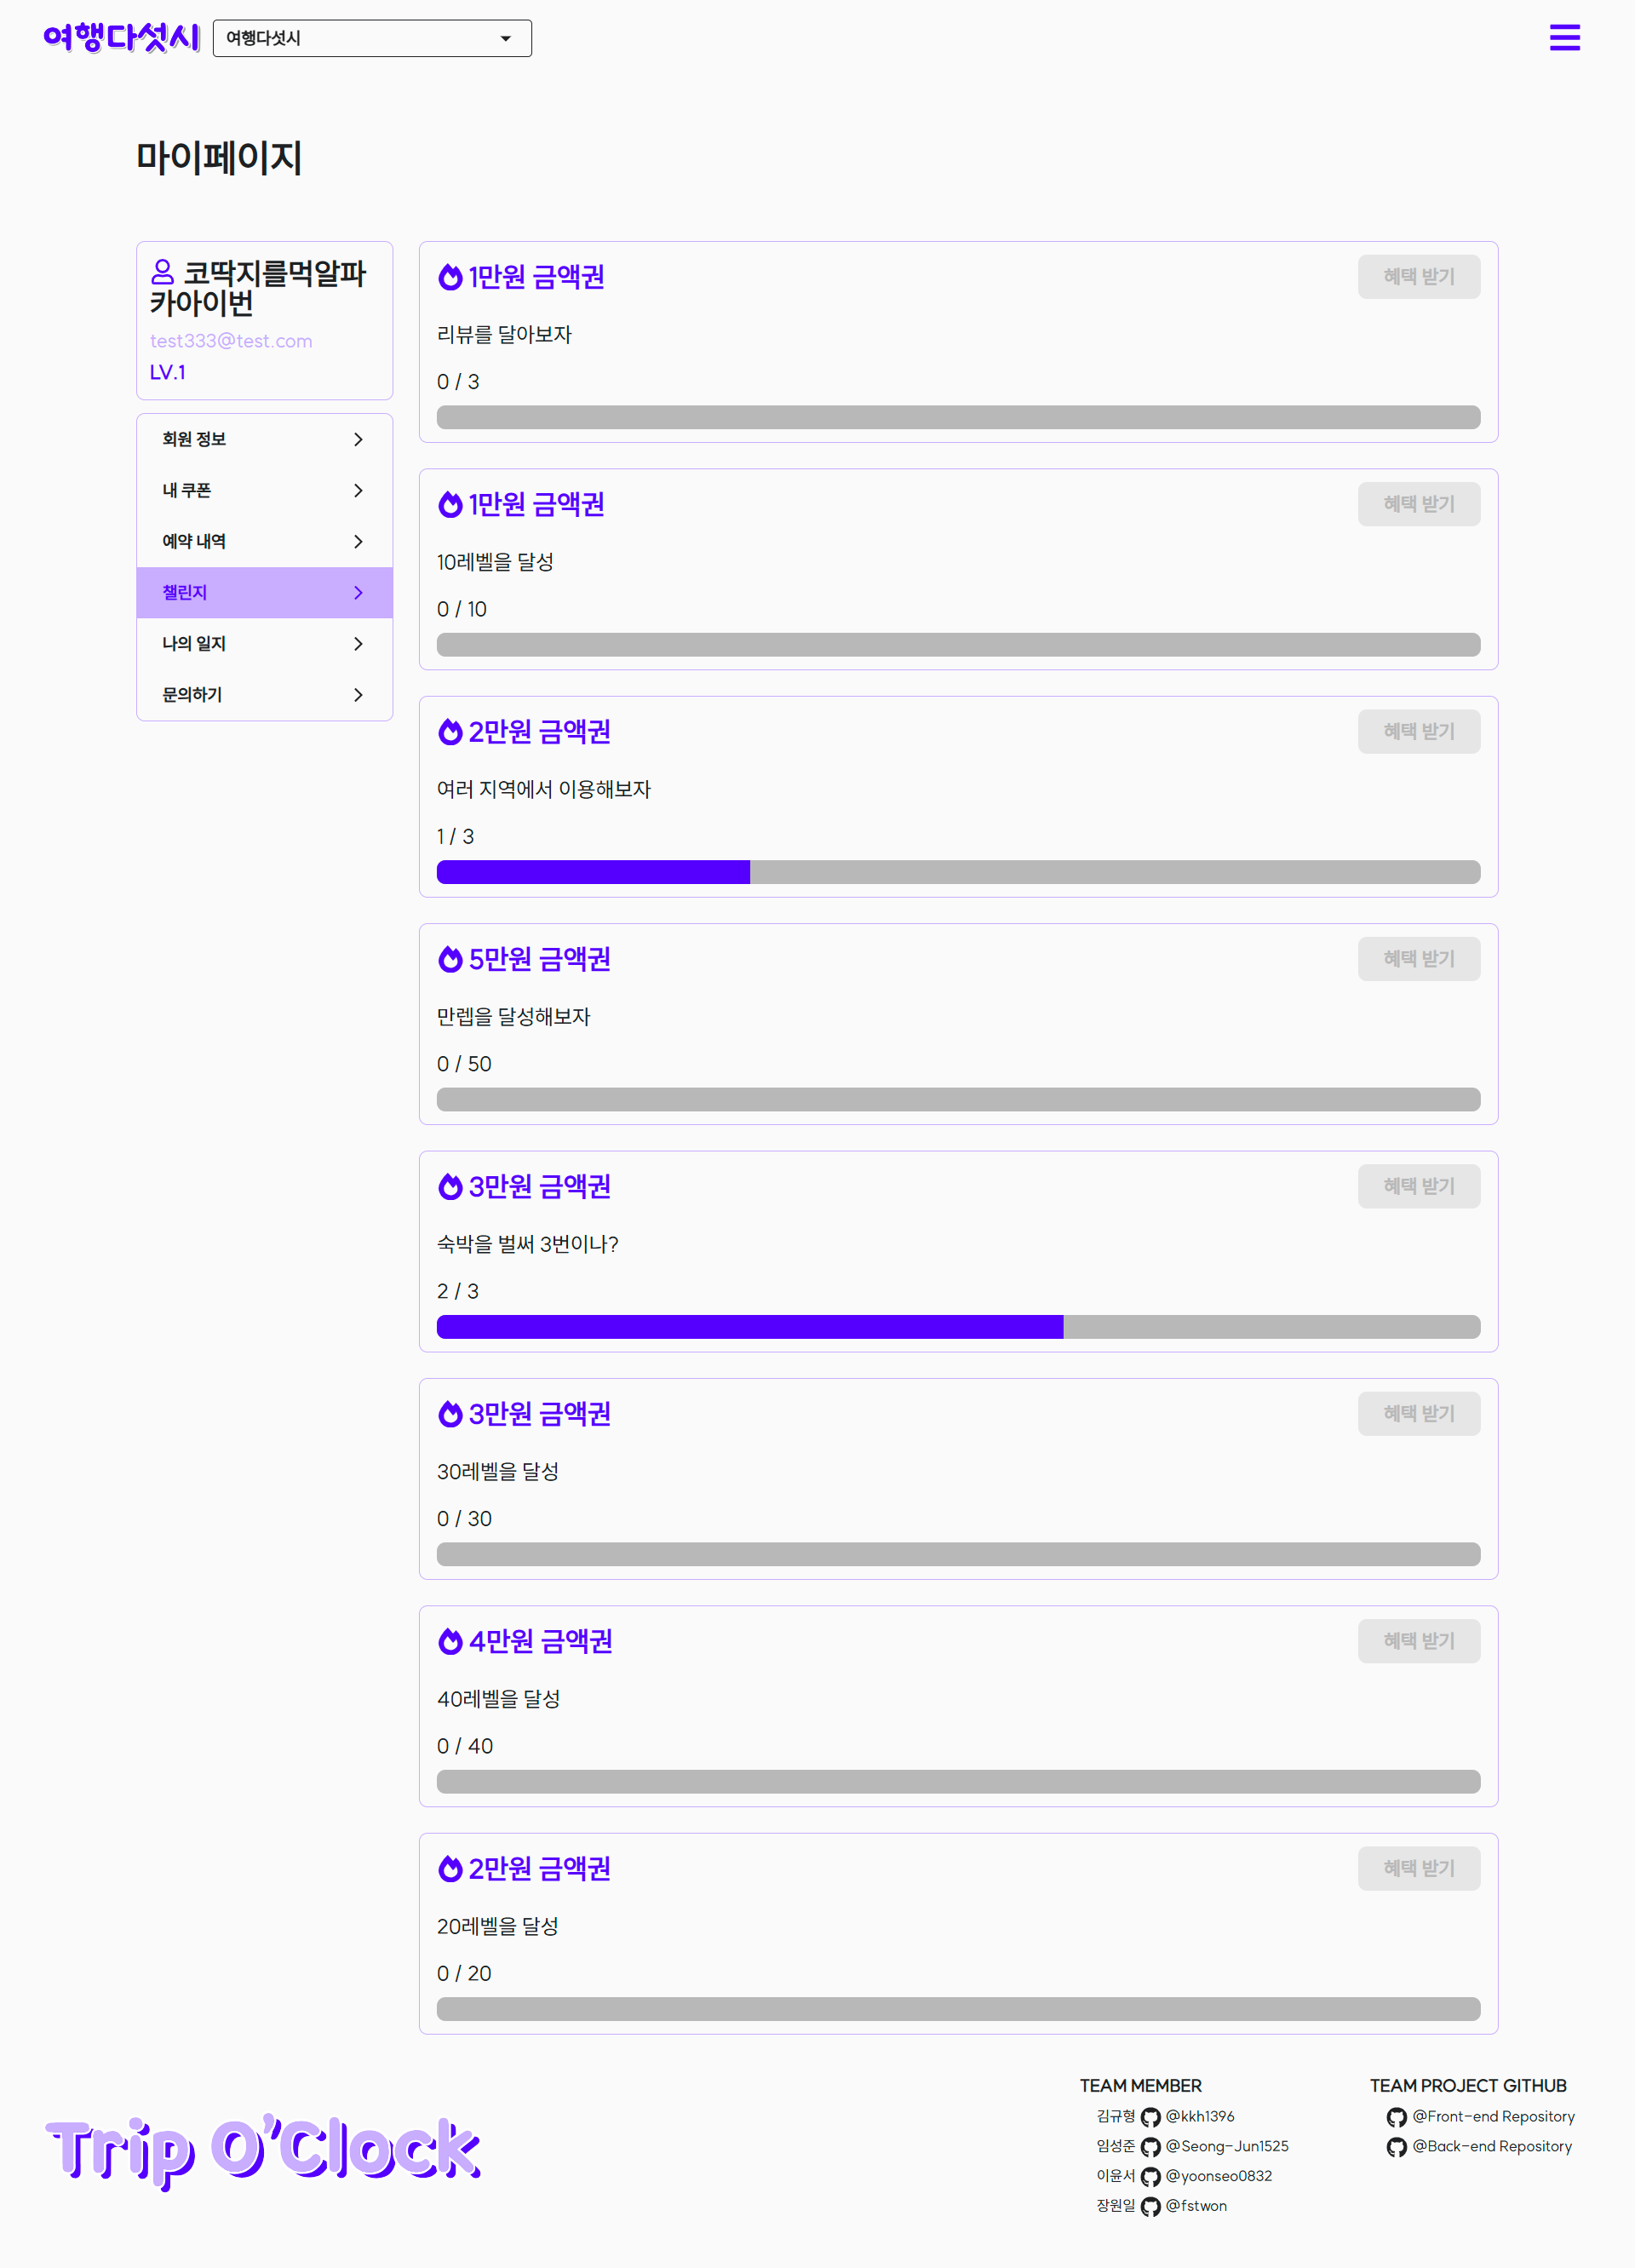 여행다섯시
여행다섯시
마이페이지
코딱지를먹알파
카아이번
test333@test.com
LV.1
회원 정보
내 쿠폰
예약 내역
챌린지
나의 일지
문의하기
1만원 금액권
혜택 받기
리뷰를 달아보자
0 / 3
1만원 금액권
혜택 받기
10레벨을 달성
0 / 10
2만원 금액권
혜택 받기
여러 지역에서 이용해보자
1 / 3
5만원 금액권
혜택 받기
만렙을 달성해보자
0 / 50
3만원 금액권
혜택 받기
숙박을 벌써 3번이나?
2 / 3
3만원 금액권
혜택 받기
30레벨을 달성
0 / 30
4만원 금액권
혜택 받기
40레벨을 달성
0 / 40
2만원 금액권
혜택 받기
20레벨을 달성
0 / 20
Trip O'Clock
TEAM MEMBER
김규형 @kkh1396
임성준 @Seong-Jun1525
이윤서 @yoonseo0832
장원일 @fstwon
TEAM PROJECT GITHUB
@Front-end Repository
@Back-end Repository